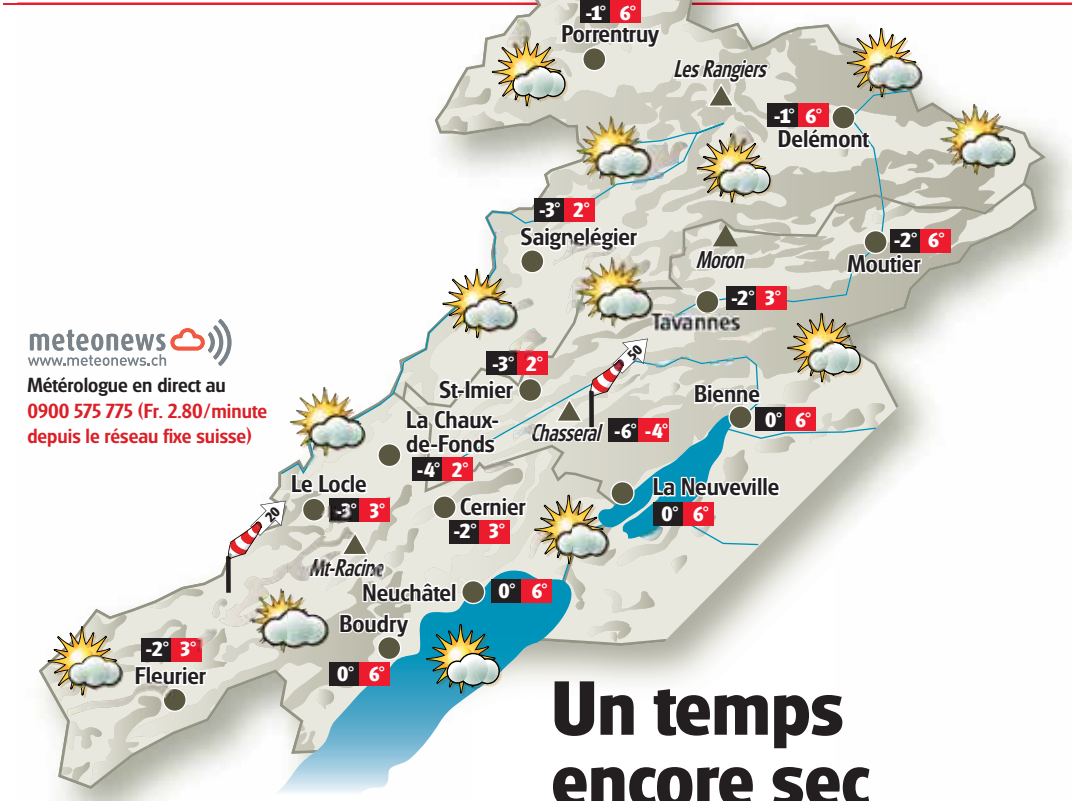 -1° 6°
Porrentruy
Les Rangiers
-1° 6°
Delémont
-3° 2°
Saignelégier
Moron
-2° 6°
Moutier
-2° 3°
Tavannes
meteonews
www.meteonews.ch
Métérologue en direct au
0900 575 775 (Fr. 2.80/minute
depuis le réseau fixe suisse)
50
-3° 2°
St-Imier
Chasseral -6° -4°
Bienne
0° 6°
La Chaux-
de-Fonds
-4° 2°
Le Locle
-3° 3°
Cernier
-2° 3°
La Neuveville
0° 6°
20
Mt-Racine
Neuchâtel 0° 6°
Boudry
0° 6°
-2° 3°
Fleurier
Un temps
encore sec